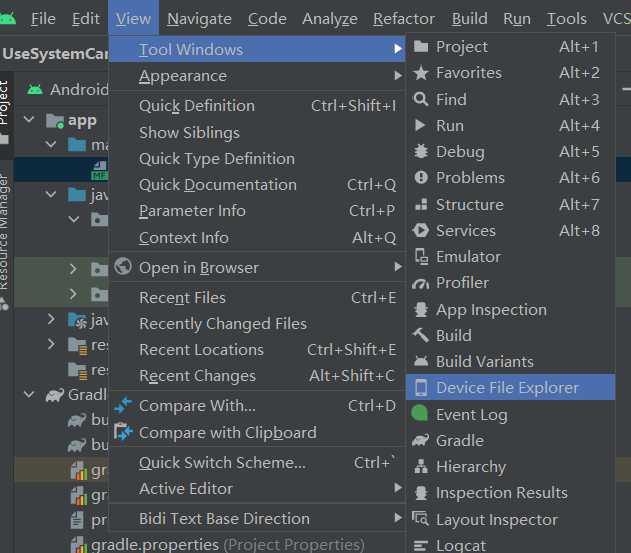 File Edit View Navigate Code Analyze Refactor Build Run Tools VCS
UseSystemCar
Project
Resource Manager
Android
app
ma
MF
jav
jav
res
res
Gradle
bu
bu
gra
gra
pr
gradle.properties (Project Properties)
Tool Windows
Appearance
Quick Definition Ctrl+Shift+I
Show Siblings
Quick Type Definition
Quick Documentation Ctrl+Q
Parameter Info Ctrl+P
Context Info Alt+Q
Open in Browser
Recent Files Ctrl+E
Recently Changed Files
Recent Locations Ctrl+Shift+E
Recent Changes Alt+Shift+C
Compare With... Ctrl+D
Compare with Clipboard
Quick Switch Scheme... Ctrl+`
Active Editor
Bidi Text Base Direction
Project Alt+1
Favorites Alt+2
Find Alt+3
Run Alt+4
Debug Alt+5
Problems Alt+6
Structure Alt+7
Services Alt+8
Emulator
Profiler
App Inspection
Build
Build Variants
Device File Explorer
Event Log
Gradle
Hierarchy
Inspection Results
Layout Inspector
Logcat